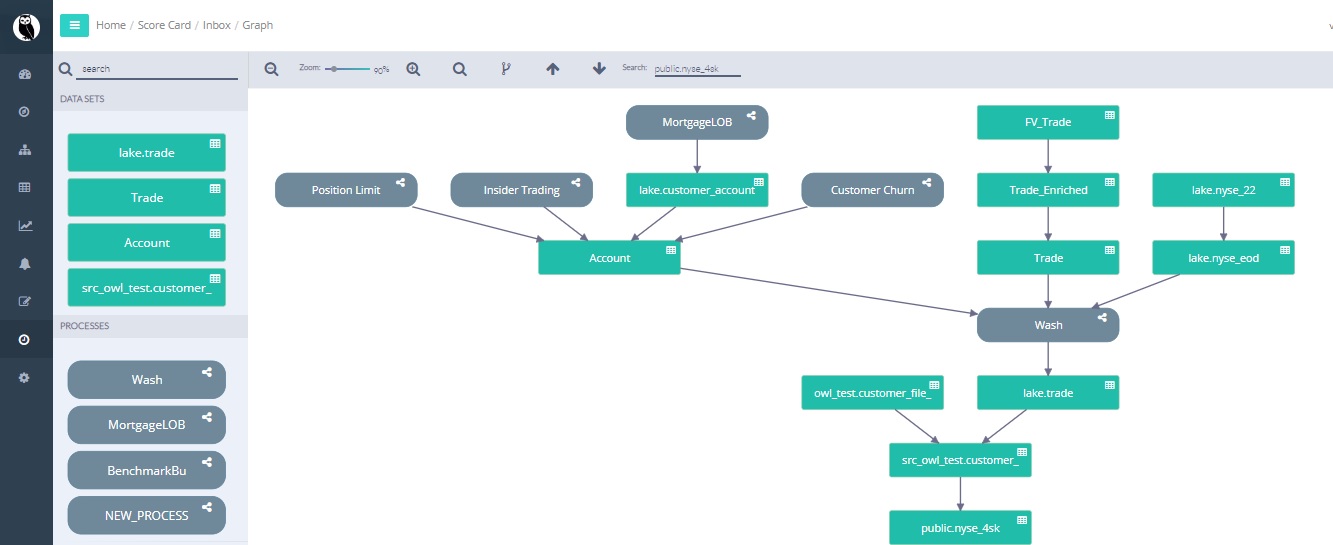 Home / Score Card / Inbox / Graph
search
Zoom: 90%
Search: public.nyse_4sk
DATA SETS
lake.trade
Trade
Account
src_owl_test.customer_
PROCESSES
Wash
MortgageLOB
BenchmarkBu
NEW_PROCESS
MortgageLOB
FV_Trade
Position Limit
Insider Trading
lake.customer_account
Customer Churn
Trade_Enriched
lake.nyse_22
Account
Trade
lake.nyse_eod
Wash
owl_test.customer_file_
lake.trade
src_owl_test.customer_
public.nyse_4sk